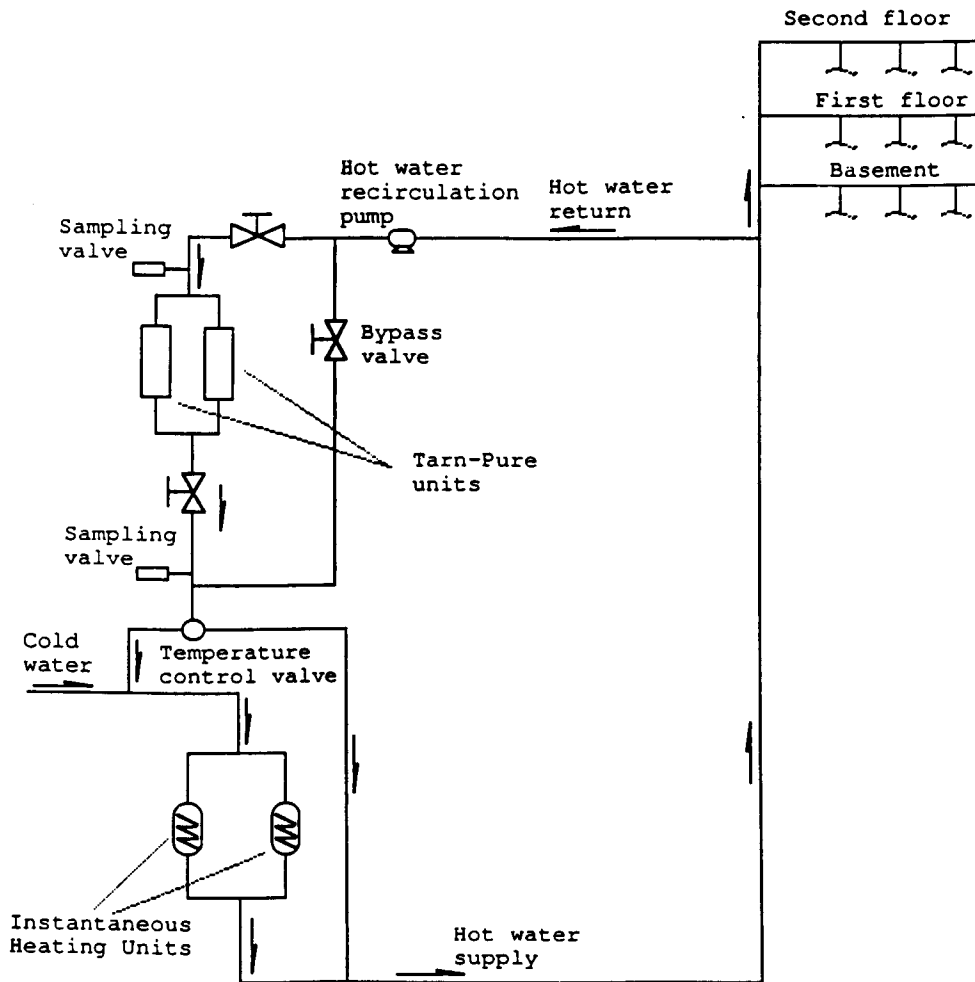 Second floor
First floor
Basement
Hot water
recirculation
pump
Hot water
return
Sampling
valve
Bypass
valve
Tarn-Pure
units
Sampling
valve
Cold
water
Temperature
control valve
Instantaneous
Heating Units
Hot water
supply